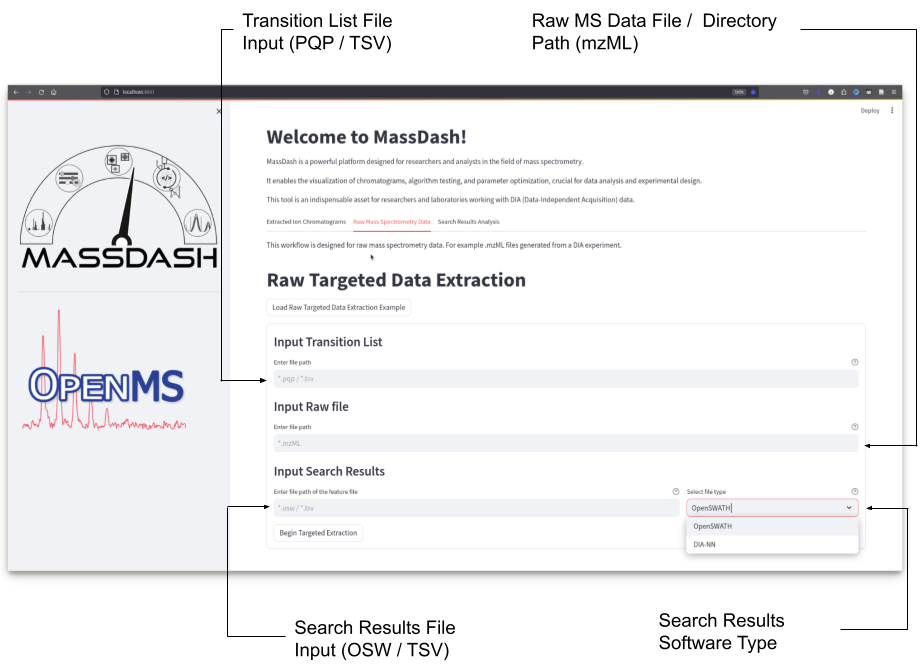 Transition List File
Input (PQP / TSV)
Raw MS Data File /  Directory
Path (mzML)
localhost:8501
Deploy
Welcome to MassDash!
MassDash is a powerful platform designed for researchers and analysts in the field of mass spectrometry.
It enables the visualization of chromatograms, algorithm testing, and parameter optimization, crucial for data analysis and experimental design.
This tool is an indispensable asset for researchers and laboratories working with DIA (Data-Independent Acquisition) data.
Extracted Ion Chromatograms Raw Mass Spectrometry Data Search Results Analysis
This workflow is designed for raw mass spectrometry data. For example .mzML files generated from a DIA experiment.
MASSDASH
OPENMS
Raw Targeted Data Extraction
Load Raw Targeted Data Extraction Example
Input Transition List
Enter file path
*.pqp / *.tsv
Input Raw file
Enter file path
*.mzML
Input Search Results
Enter file path of the feature file
*.osw / *.tsv
Select file type
OpenSWATH
OpenSWATH
DIA-NN
Begin Targeted Extraction
Search Results File
Input (OSW / TSV)
Search Results
Software Type